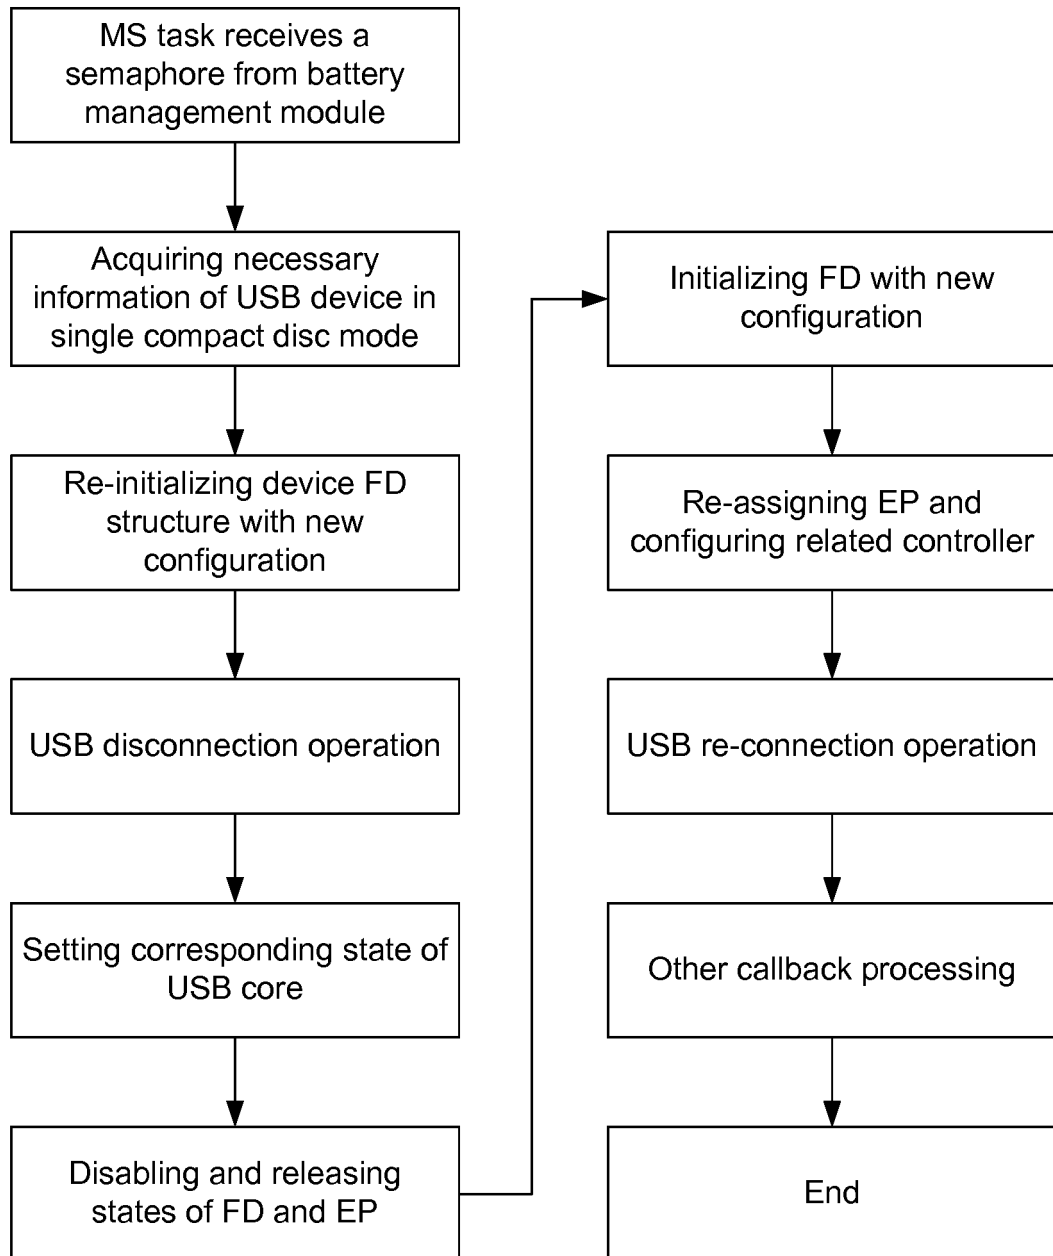 MS task receives a
semaphore from battery
management module
Acquiring necessary
information of USB device in
single compact disc mode
Re-initializing device FD
structure with new
configuration
USB disconnection operation
Setting corresponding state of
USB core
Disabling and releasing
states of FD and EP
Initializing FD with new
configuration
Re-assigning EP and
configuring related controller
USB re-connection operation
Other callback processing
End